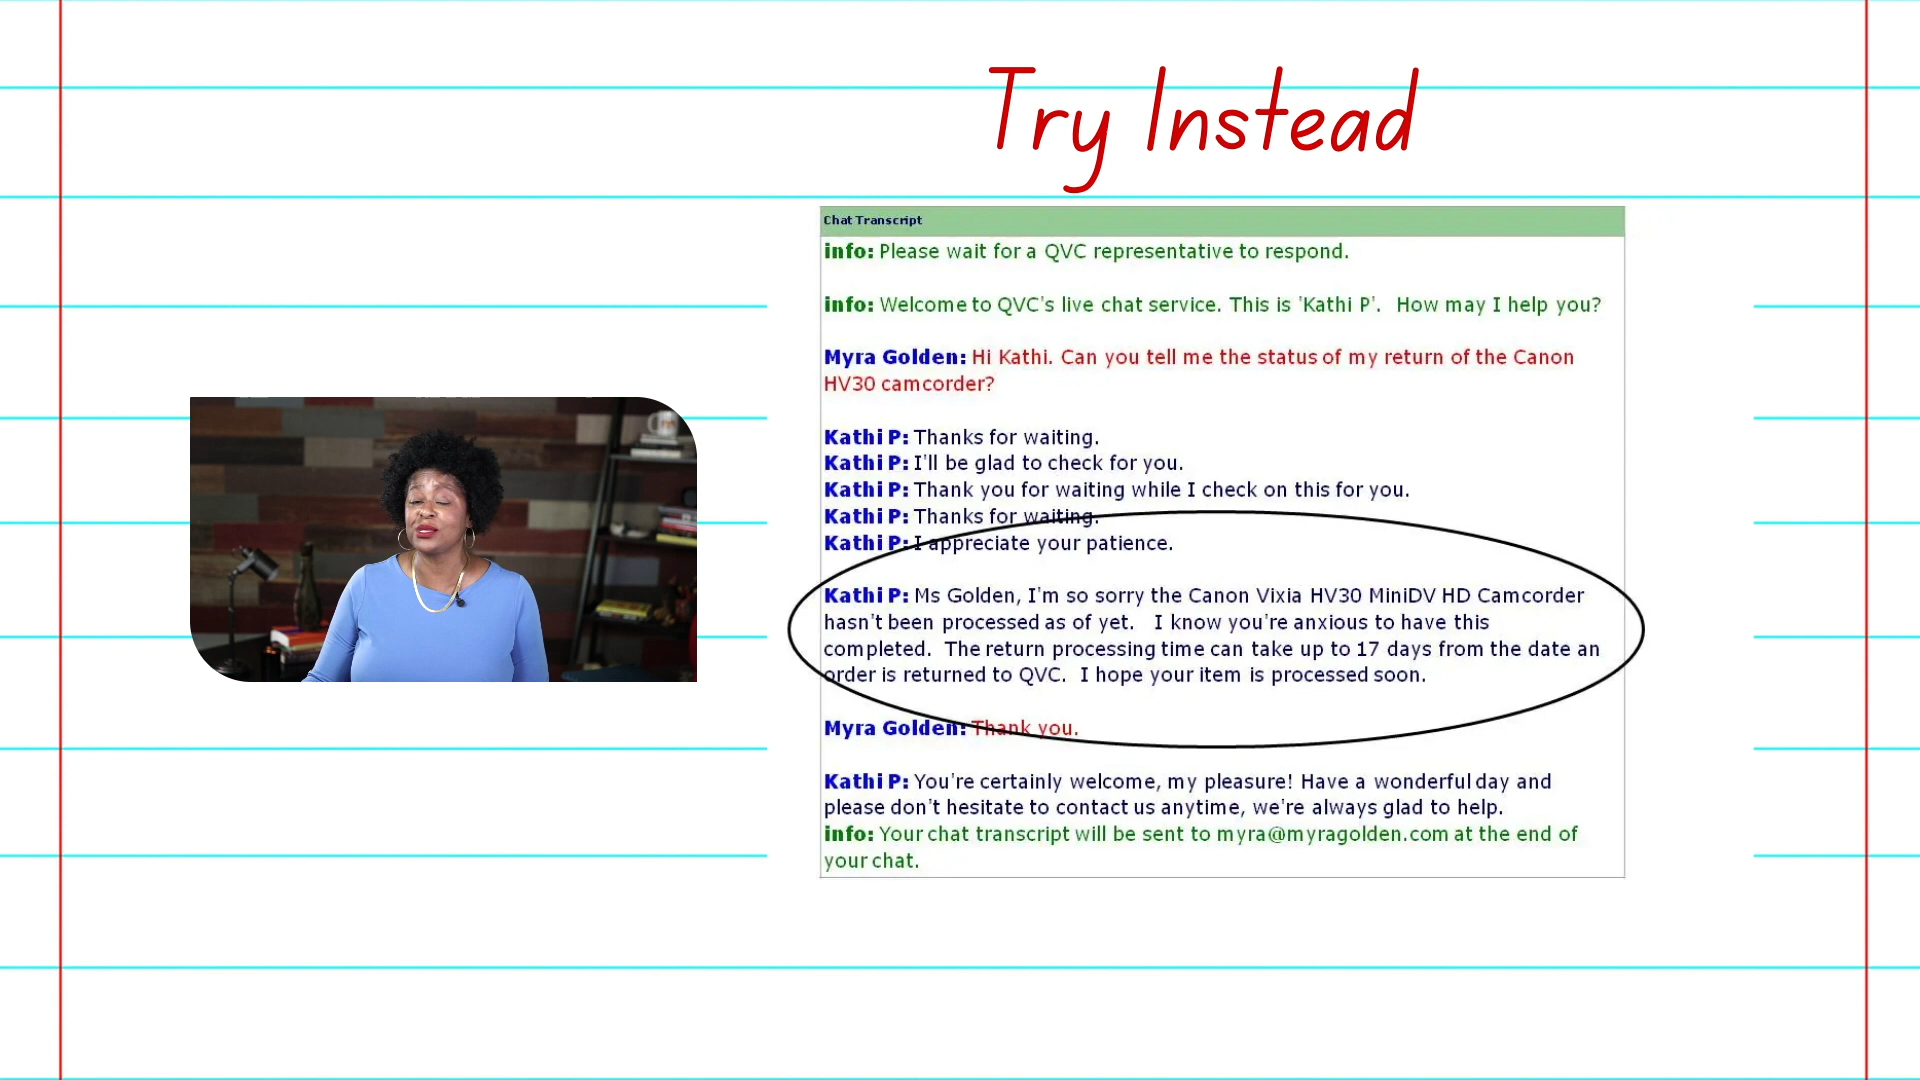 Try Instead
Chat Transcript
info: Please wait for a QVC representative to respond.
info: Welcome to QVC's live chat service. This is 'Kathi P'. How may I help you?
Myra Golden: Hi Kathi. Can you tell me the status of my return of the Canon
HV30 camcorder?
Kathi P: Thanks for waiting.
Kathi P: I'll be glad to check for you.
Kathi P: Thank you for waiting while I check on this for you.
Kathi P: Thanks for waiting.
Kathi P: I appreciate your patience.
Kathi P: Ms Golden, I'm so sorry the Canon Vixia HV30 MiniDV HD Camcorder
hasn't been processed as of yet. I know you're anxious to have this
completed. The return processing time can take up to 17 days from the date an
order is returned to QVC. I hope your item is processed soon.
Myra Golden: Thank you.
Kathi P: You're certainly welcome, my pleasure! Have a wonderful day and
please don't hesitate to contact us anytime, we're always glad to help.
info: Your chat transcript will be sent to myra@myragolden.com at the end of
your chat.